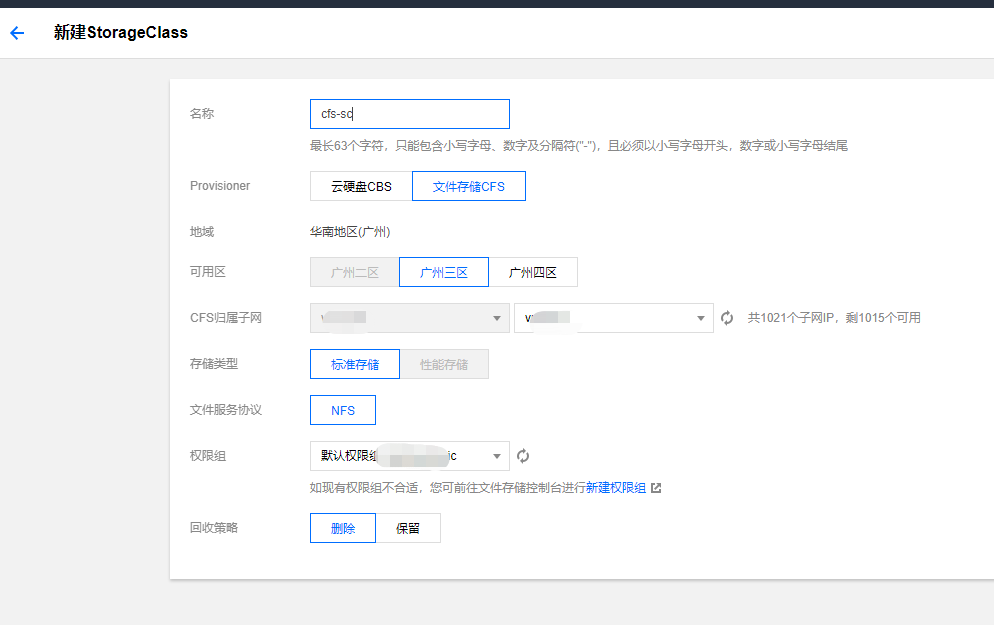 新建StorageClass
名称 cfs-sc
最长63个字符，只能包含小写字母、数字及分隔符("-")，且必须以小写字母开头，数字或小写字母结尾
Provisioner 云硬盘CBS 文件存储CFS
地域 华南地区(广州)
可用区 广州二区 广州三区 广州四区
CFS归属子网 共1021个子网IP，剩1015个可用
存储类型 标准存储 性能存储
文件服务协议 NFS
权限组 默认权限组
如现有权限组不合适，您可前往文件存储控制台进行新建权限组
回收策略 删除 保留